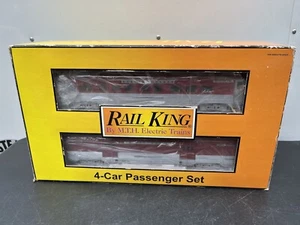 RAIL KING
By M.T.H. Electric Trains
4-Car Passenger Set